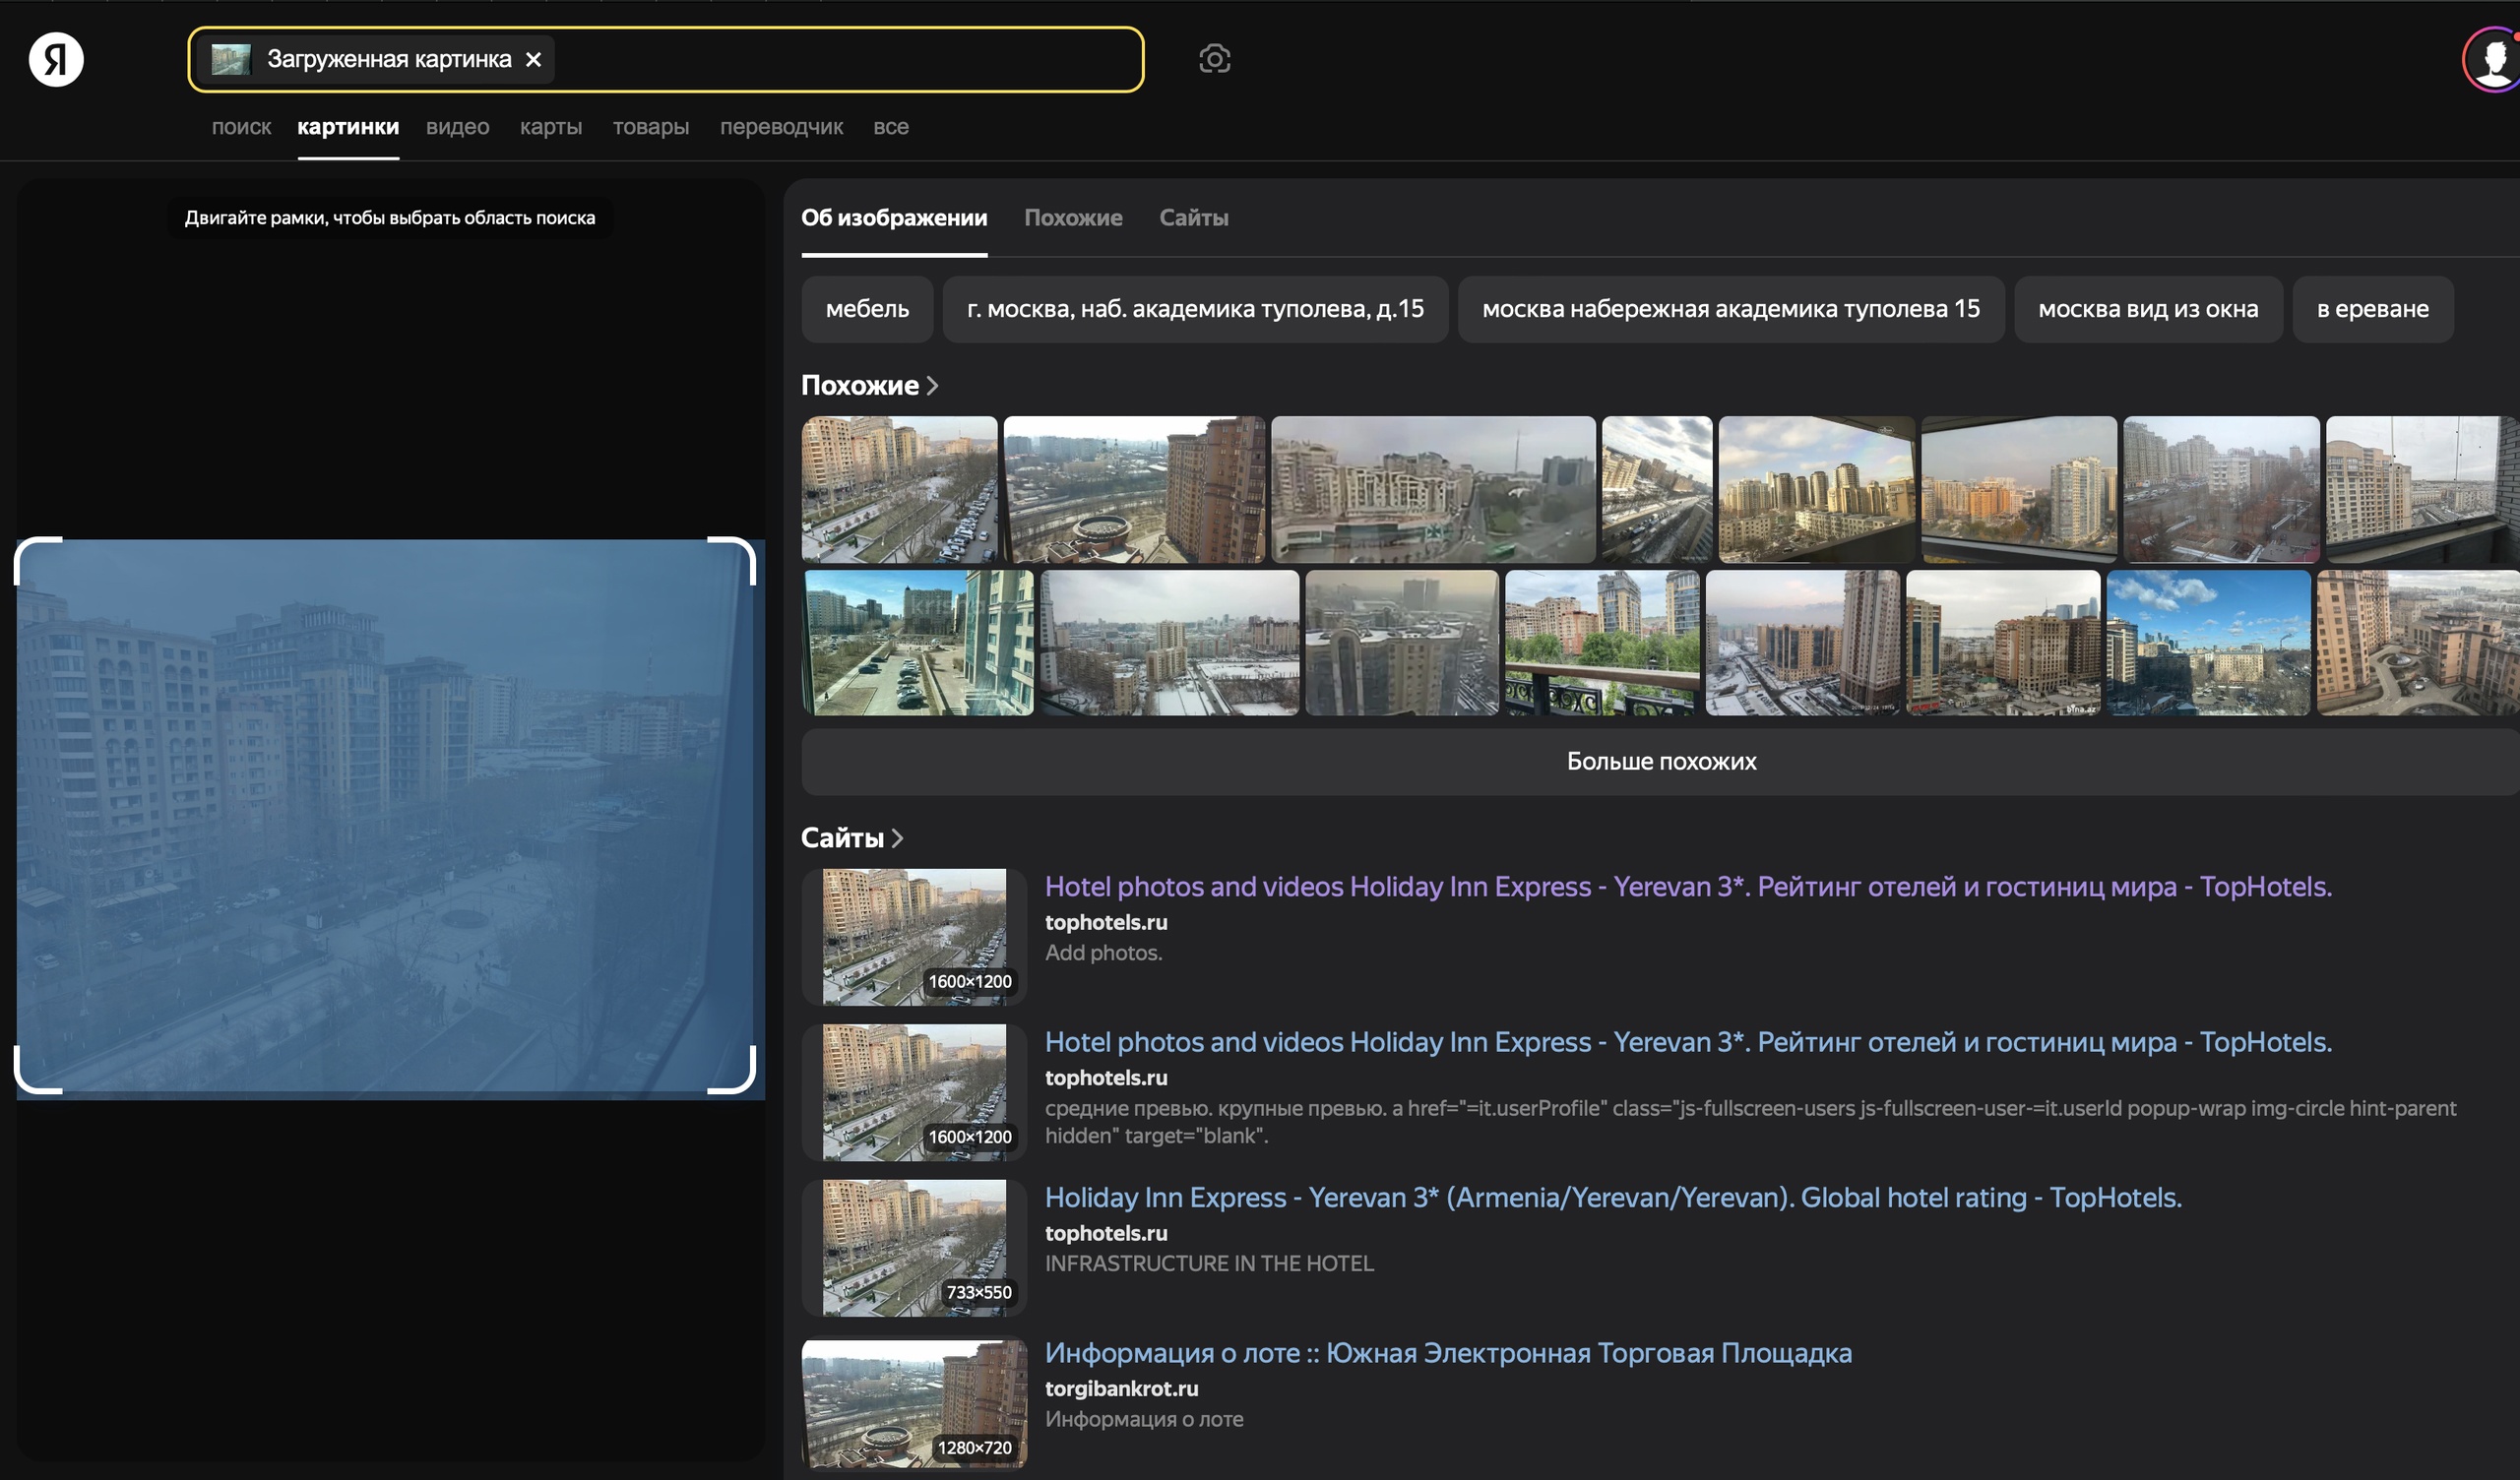 Я
Загруженная картинка
поиск картинки видео карты товары переводчик все
Двигайте рамки, чтобы выбрать область поиска
Об изображении Похожие Сайты
мебель г. москва, наб. академика туполева, д.15 москва набережная академика туполева 15 москва вид из окна в ереване
Похожие
Больше похожих
Сайты
Hotel photos and videos Holiday Inn Express - Yerevan 3*. Рейтинг отелей и гостиниц мира - TopHotels.
tophotels.ru
Add photos.
1600×1200
Hotel photos and videos Holiday Inn Express - Yerevan 3*. Рейтинг отелей и гостиниц мира - TopHotels.
tophotels.ru
средние превью. крупные превью. a href="=it.userProfile" class="js-fullscreen-users js-fullscreen-user-=it.userId popup-wrap img-circle hint-parent
hidden" target="blank".
1600×1200
Holiday Inn Express - Yerevan 3* (Armenia/Yerevan/Yerevan). Global hotel rating - TopHotels.
tophotels.ru
INFRASTRUCTURE IN THE HOTEL
733×550
Информация о лоте :: Южная Электронная Торговая Площадка
torgibankrot.ru
Информация о лоте
1280×720